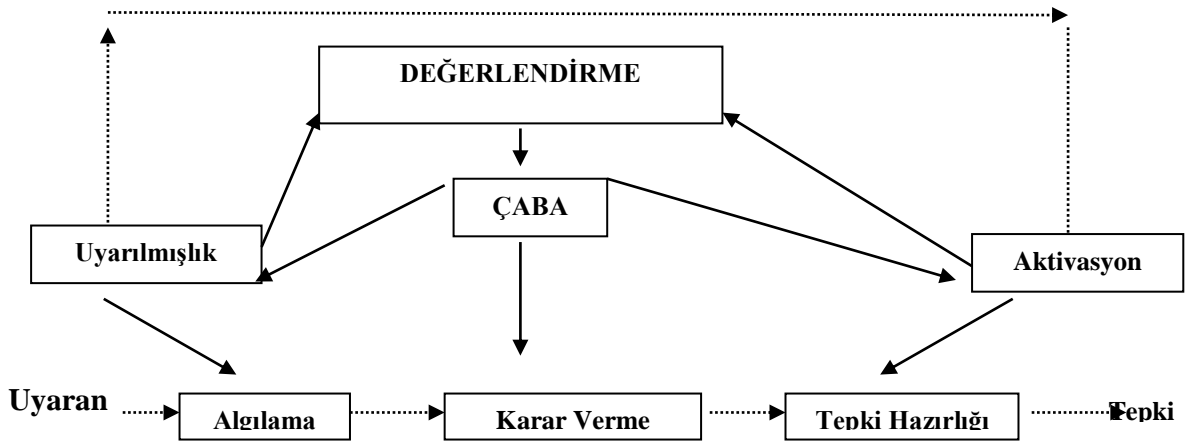 DEĞERLENDİRME
ÇABA
Uyarılmışlık
Aktivasyon
Uyaran
Algılama
Karar Verme
Tepki Hazırlığı
Tepki